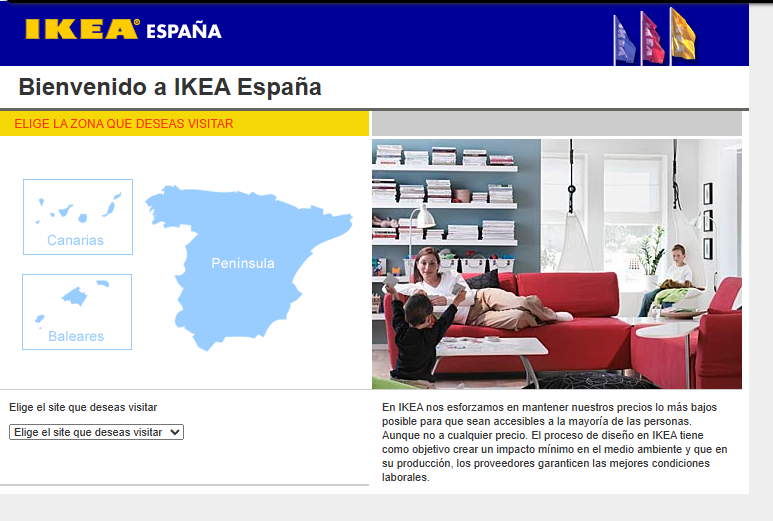 IKEA® ESPAÑA
Bienvenido a IKEA España
ELIGE LA ZONA QUE DESEAS VISITAR
Canarias
Península
Baleares
Elige el site que deseas visitar
Elige el site que deseas visitar
En IKEA nos esforzamos en mantener nuestros precios lo más bajos
posible para que sean accesibles a la mayoría de las personas.
Aunque no a cualquier precio. El proceso de diseño en IKEA tiene
como objetivo crear un impacto mínimo en el medio ambiente y que en
su producción, los proveedores garanticen las mejores condiciones
laborales.